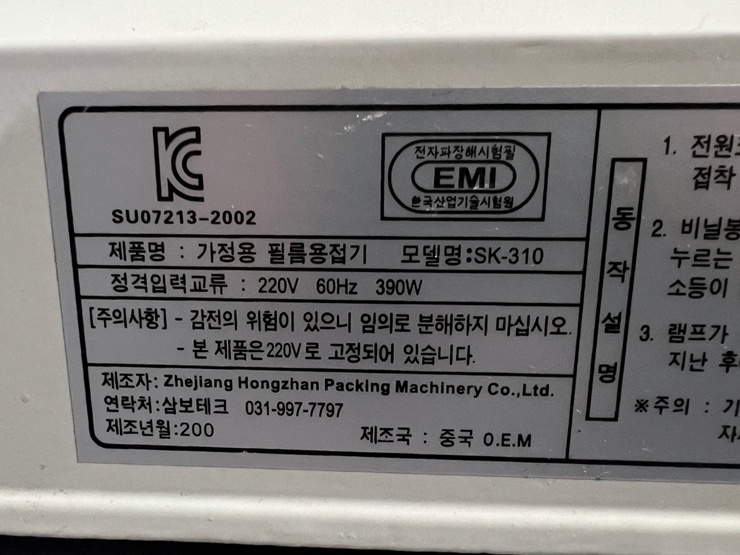 KC
SU07213-2002
전자파장해시험필
EMI
한국산업기술시험원
제품명 : 가정용 필름용접기 모델명:SK-310
정격입력교류 : 220V 60Hz 390W
[주의사항] - 감전의 위험이 있으니 임의로 분해하지 마십시오.
- 본 제품은 220V로 고정되어 있습니다.
제조자: Zhejiang Hongzhan Packing Machinery Co.,Ltd.
연락처:삼보테크 031-997-7797
제조년월:200 제조국 : 중국 O.E.M
동작설명
1. 전원
접착
2. 비닐봉
누르는
소등이
3. 램프가
지난 후
※주의 : 기